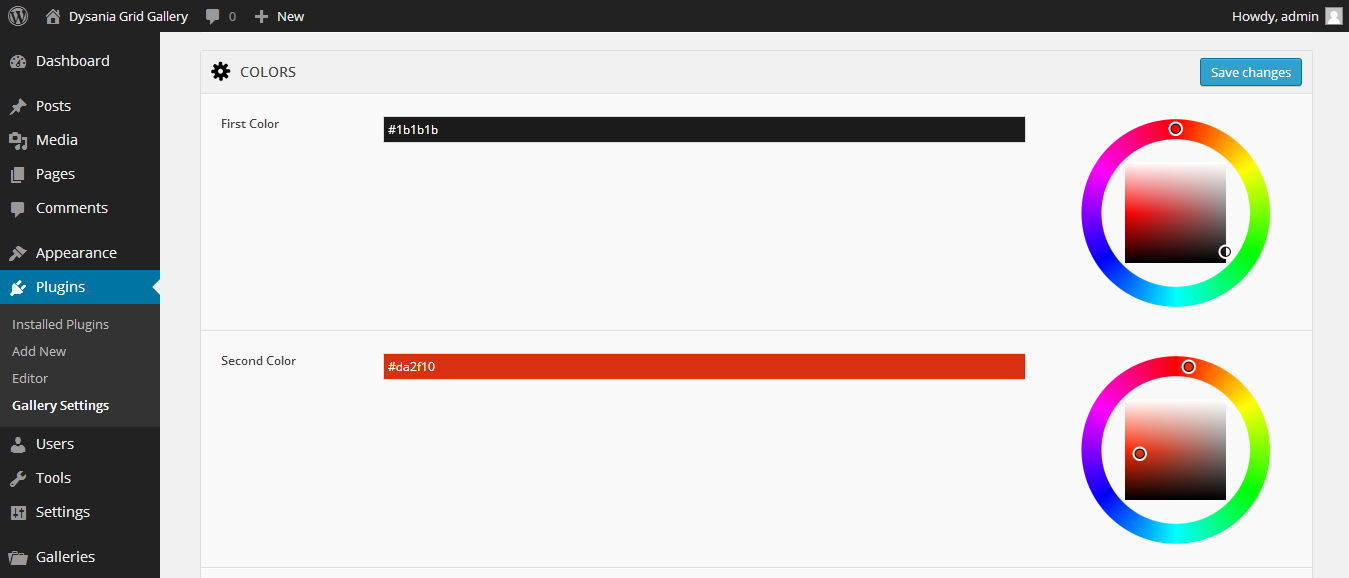 Dysania Grid Gallery 0 New Howdy, admin
Dashboard
Posts
Media
Pages
Comments
Appearance
Plugins
Installed Plugins
Add New
Editor
Gallery Settings
Users
Tools
Settings
Galleries
COLORS Save changes
First Color #1b1b1b
Second Color #da2f10